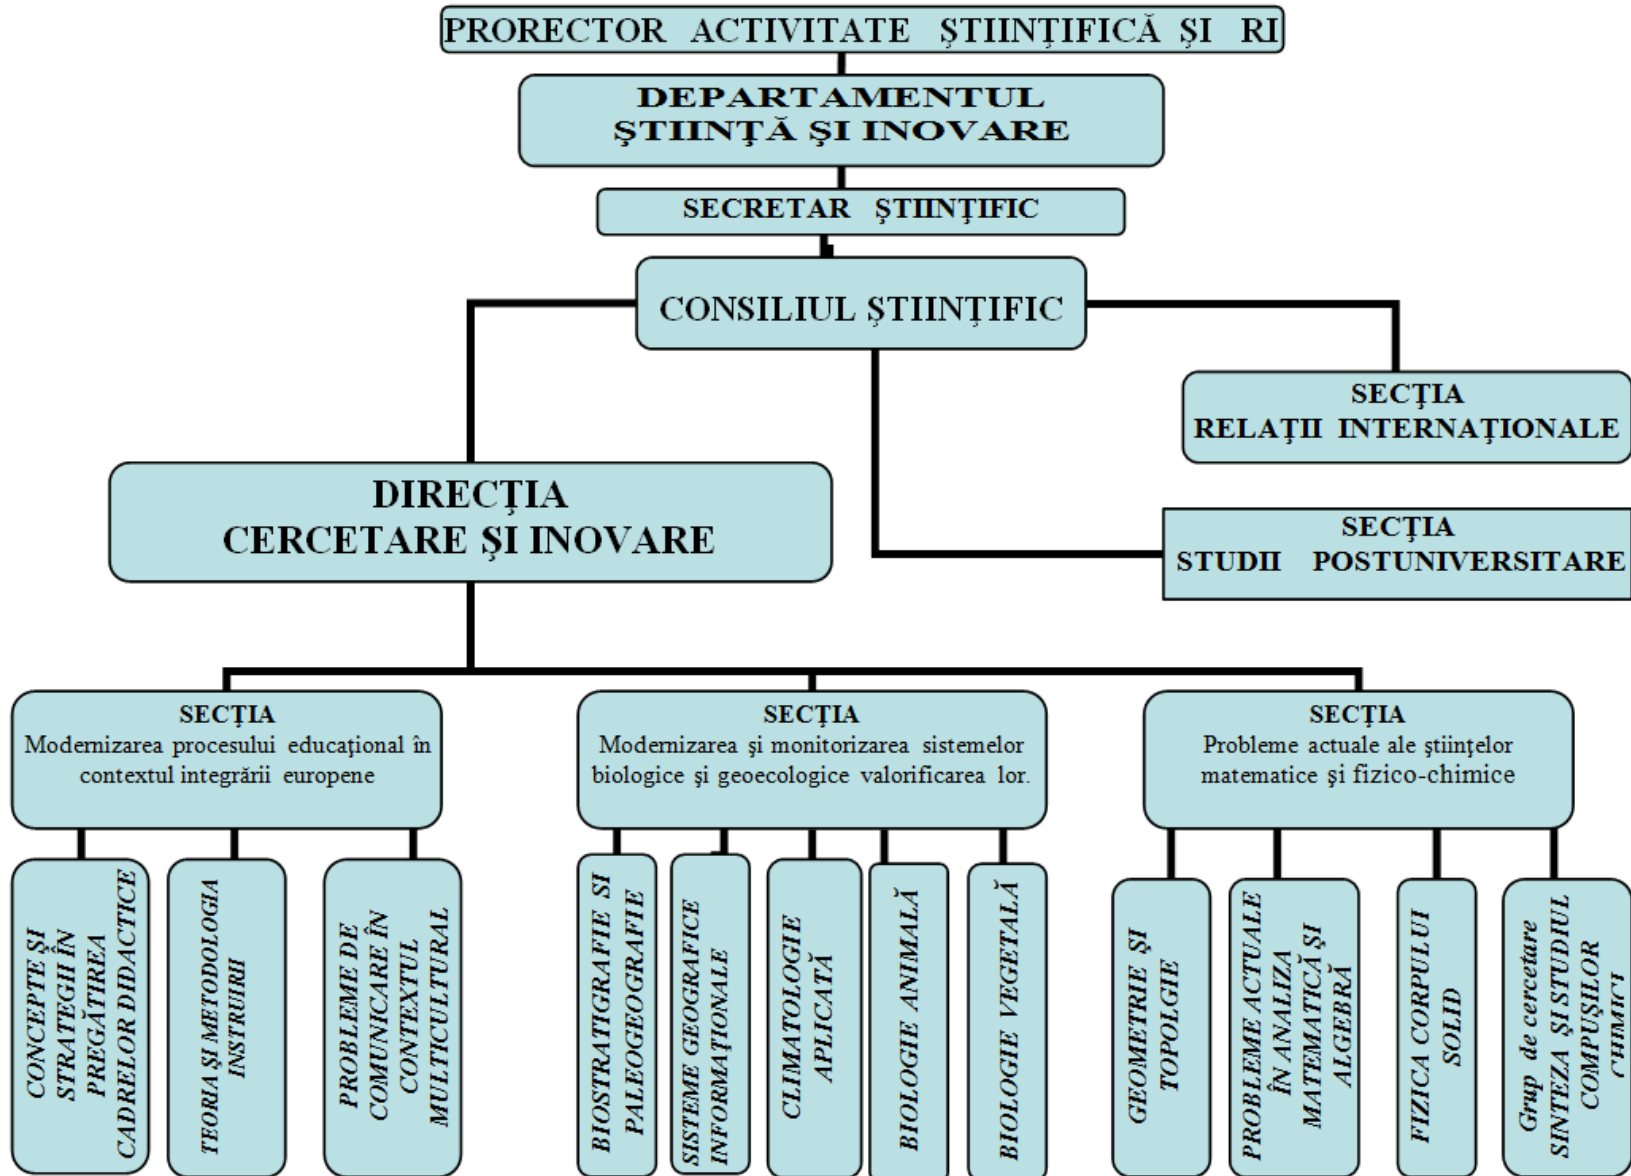 PRORECTOR ACTIVITATE ŞTIINŢIFICĂ ŞI RI
DEPARTAMENTUL
ŞTIINŢĂ ŞI INOVARE
SECRETAR ŞTIINŢIFIC
CONSILIUL ŞTIINŢIFIC
SECŢIA
RELAŢII INTERNAŢIONALE
DIRECŢIA
CERCETARE ŞI INOVARE
SECŢIA
STUDII POSTUNIVERSITARE
SECŢIA
Modernizarea procesului educaţional în
contextul integrării europene
SECŢIA
Modernizarea şi monitorizarea sistemelor
biologice şi geoecologice valorificarea lor.
SECŢIA
Probleme actuale ale ştiinţelor
matematice şi fizico-chimice
CONCEPTE ŞI
STRATEGII ÎN
PREGĂTIREA
CADRELOR DIDACTICE
TEORIA ŞI METODOLOGIA
INSTRUIRII
PROBLEME DE
COMUNICARE ÎN
CONTEXTUL
MULTICULTURAL
BIOSTRATIGRAFIE SI
PALEOGEOGRAFIE
SISTEME GEOGRAFICE
INFORMAŢIONALE
CLIMATOLOGIE
APLICATĂ
BIOLOGIE ANIMALĂ
BIOLOGIE VEGETALĂ
GEOMETRIE ŞI
TOPOLOGIE
PROBLEME ACTUALE
ÎN ANALIZA
MATEMATICĂ ŞI
ALGEBRĂ
FIZICA CORPULUI
SOLID
Grup de cercetare
SINTEZA ŞI STUDIUL
COMPUŞILOR
CHIMICI